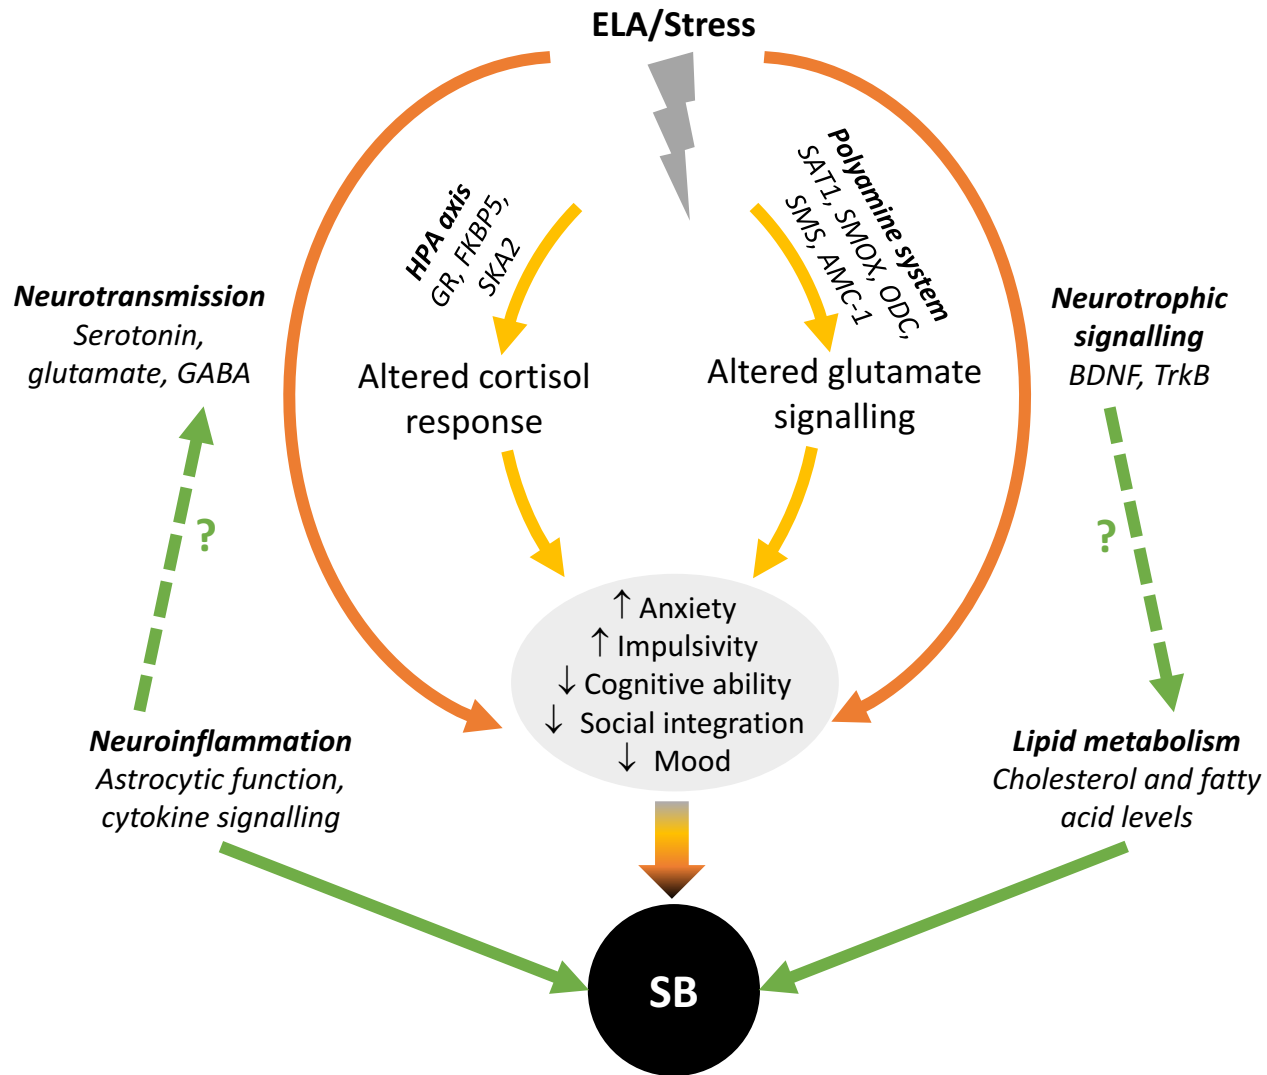 ELA/Stress
HPA axis
GR, FKBP5,
SKA2
Polyamine system
SAT1, SMOX, ODC,
SMS, AMC-1
Neurotransmission
Serotonin,
glutamate, GABA
Neurotrophic
signalling
BDNF, TrkB
Altered cortisol
response
Altered glutamate
signalling
?
?
↑ Anxiety
↑ Impulsivity
↓ Cognitive ability
↓ Social integration
↓ Mood
Neuroinflammation
Astrocytic function,
cytokine signalling
Lipid metabolism
Cholesterol and fatty
acid levels
SB